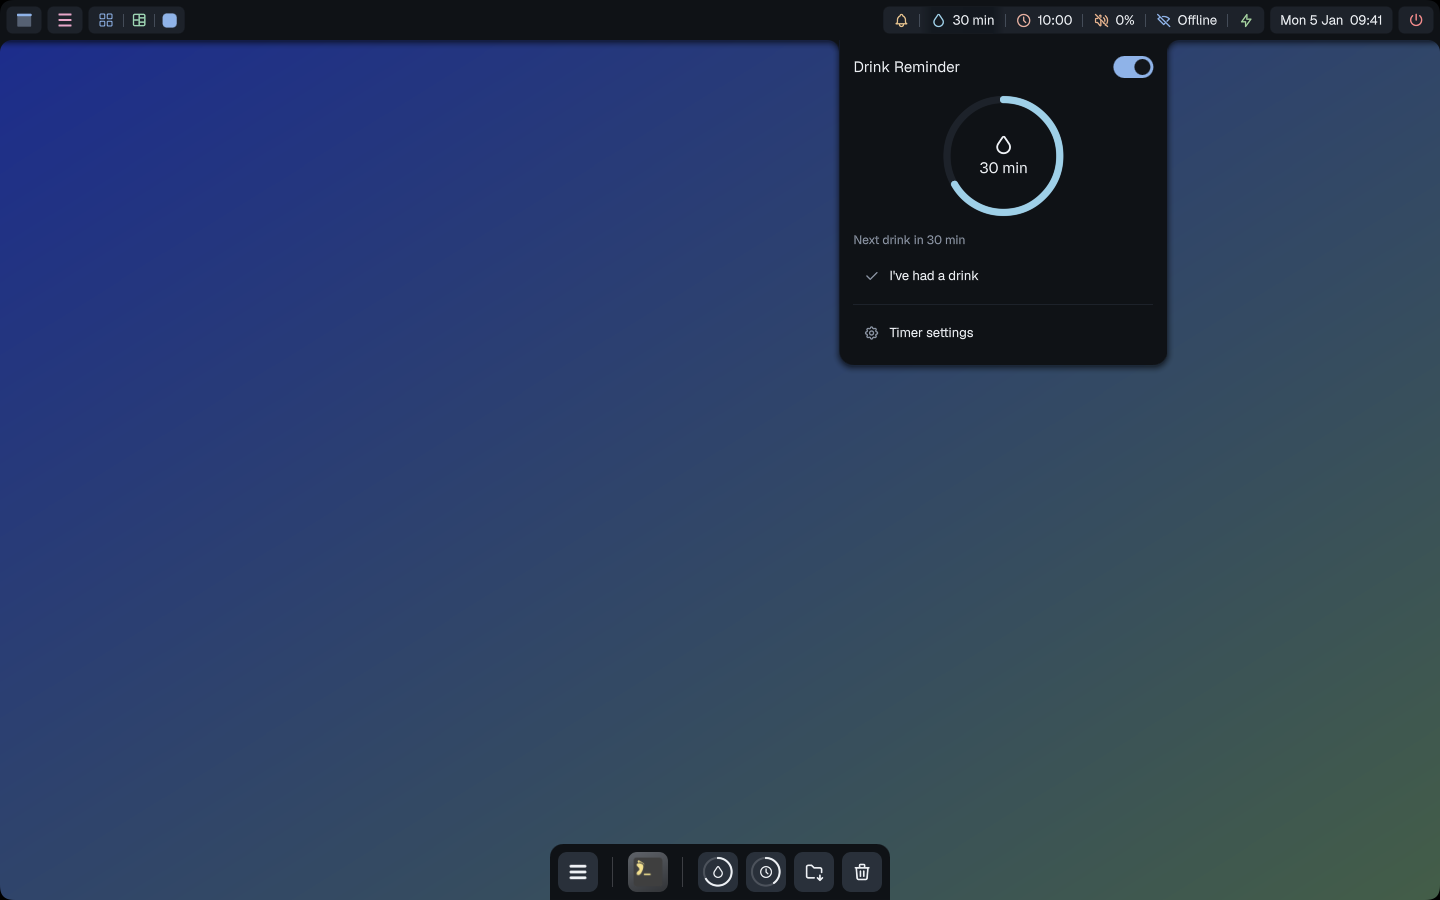 30 min 10:00 0% Offline Mon 5 Jan 09:41
Drink Reminder
30 min
Next drink in 30 min
I've had a drink
Timer settings